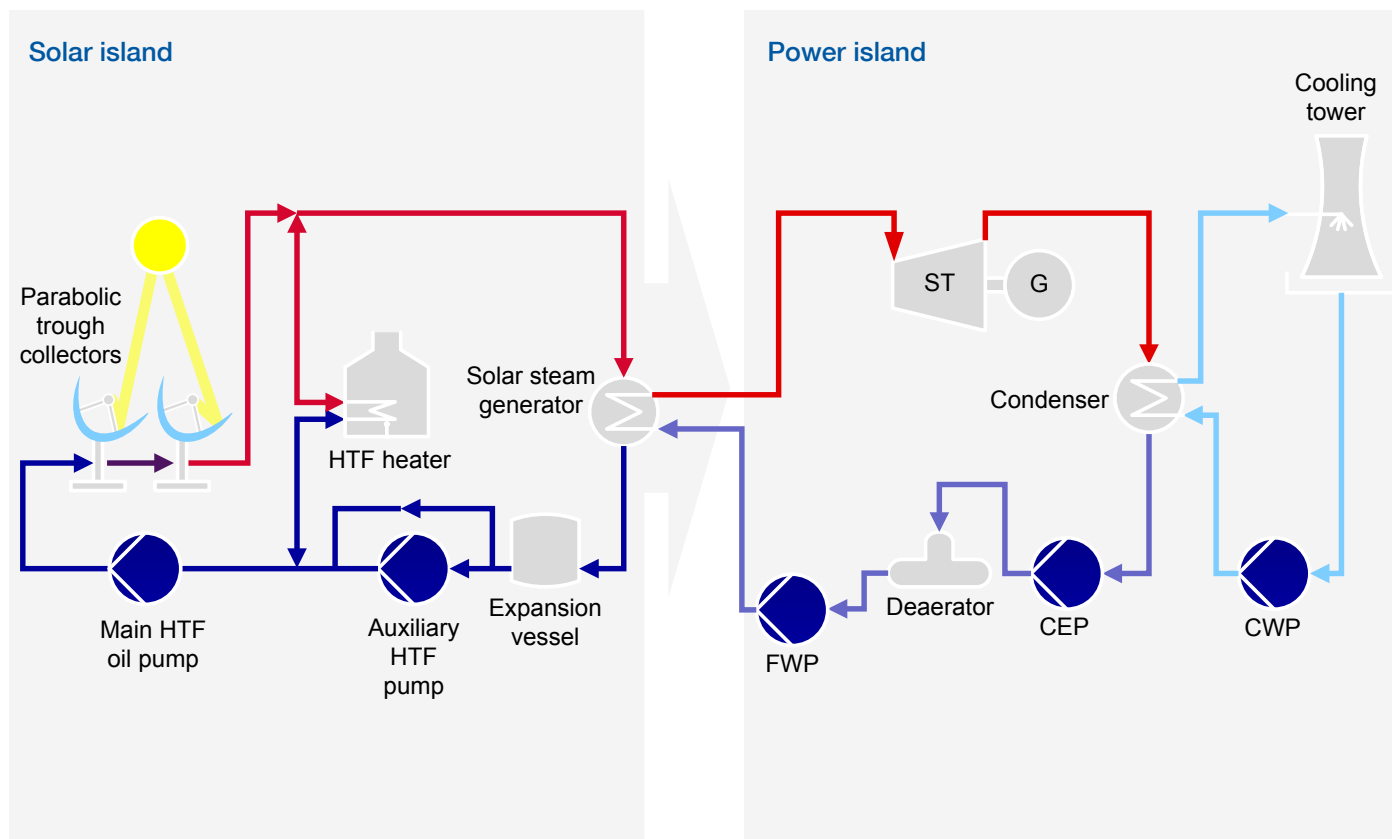 Solar island
Power island
Cooling
tower
Parabolic
trough
collectors
ST
G
Solar steam
generator
Condenser
HTF heater
Main HTF
oil pump
Auxiliary
HTF
pump
Expansion
vessel
FWP
Deaerator
CEP
CWP